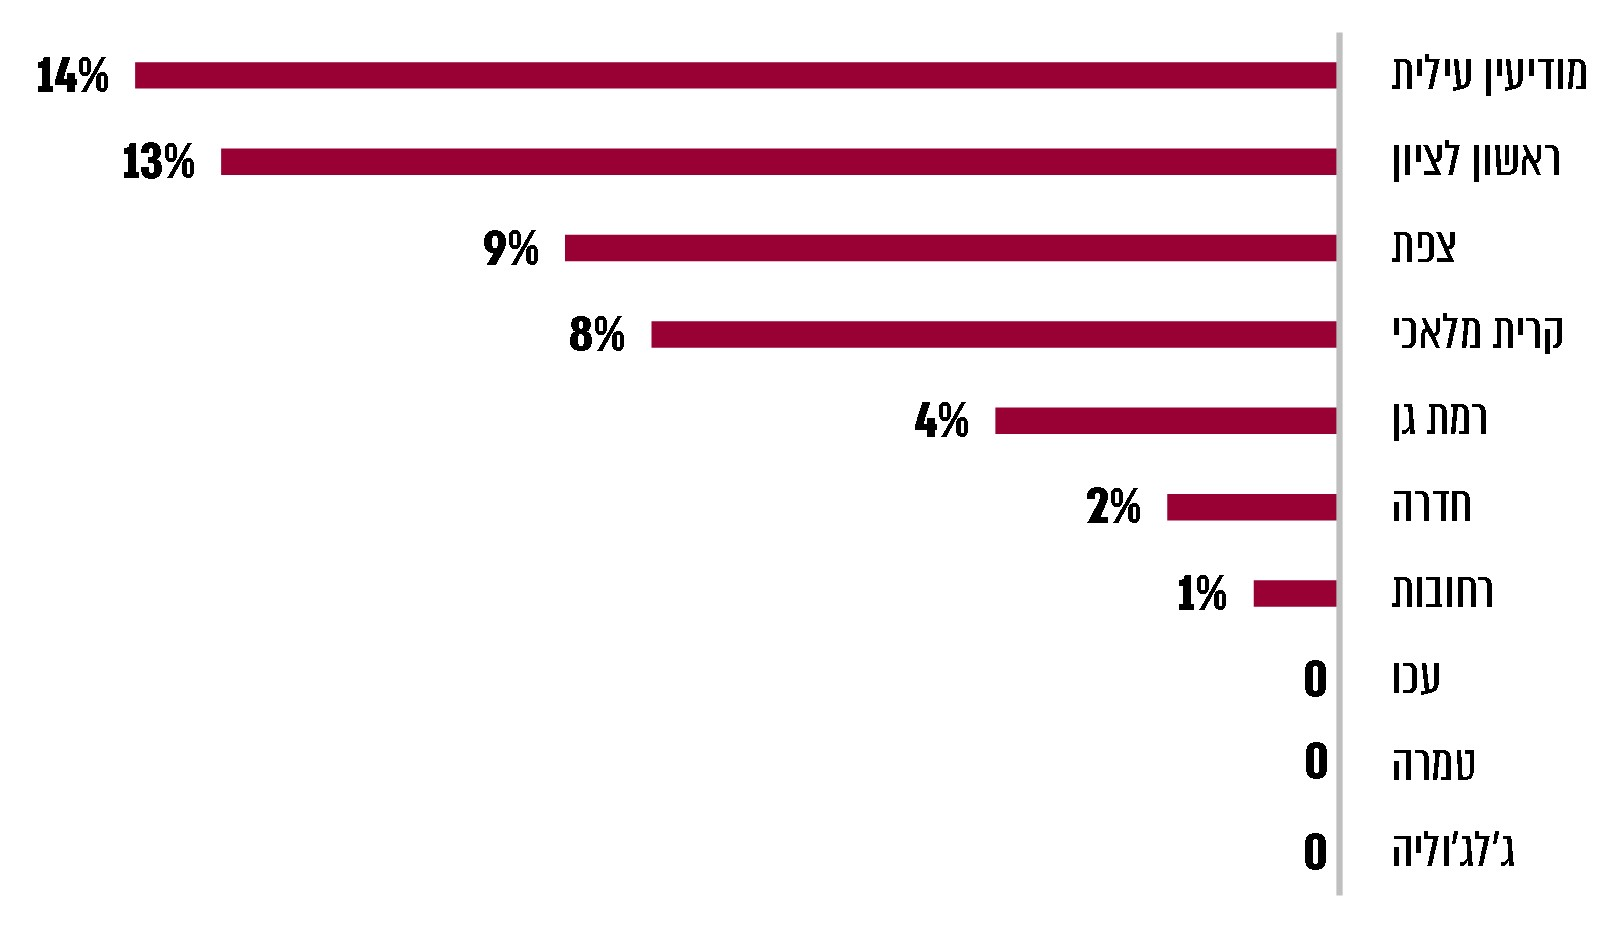 מודיעין עילית 14%
ראשון לציון 13%
צפת 9%
קרית מלאכי 8%
רמת גן 4%
חדרה 2%
רחובות 1%
עכו 0
טמרה 0
ג'לג'וליה 0